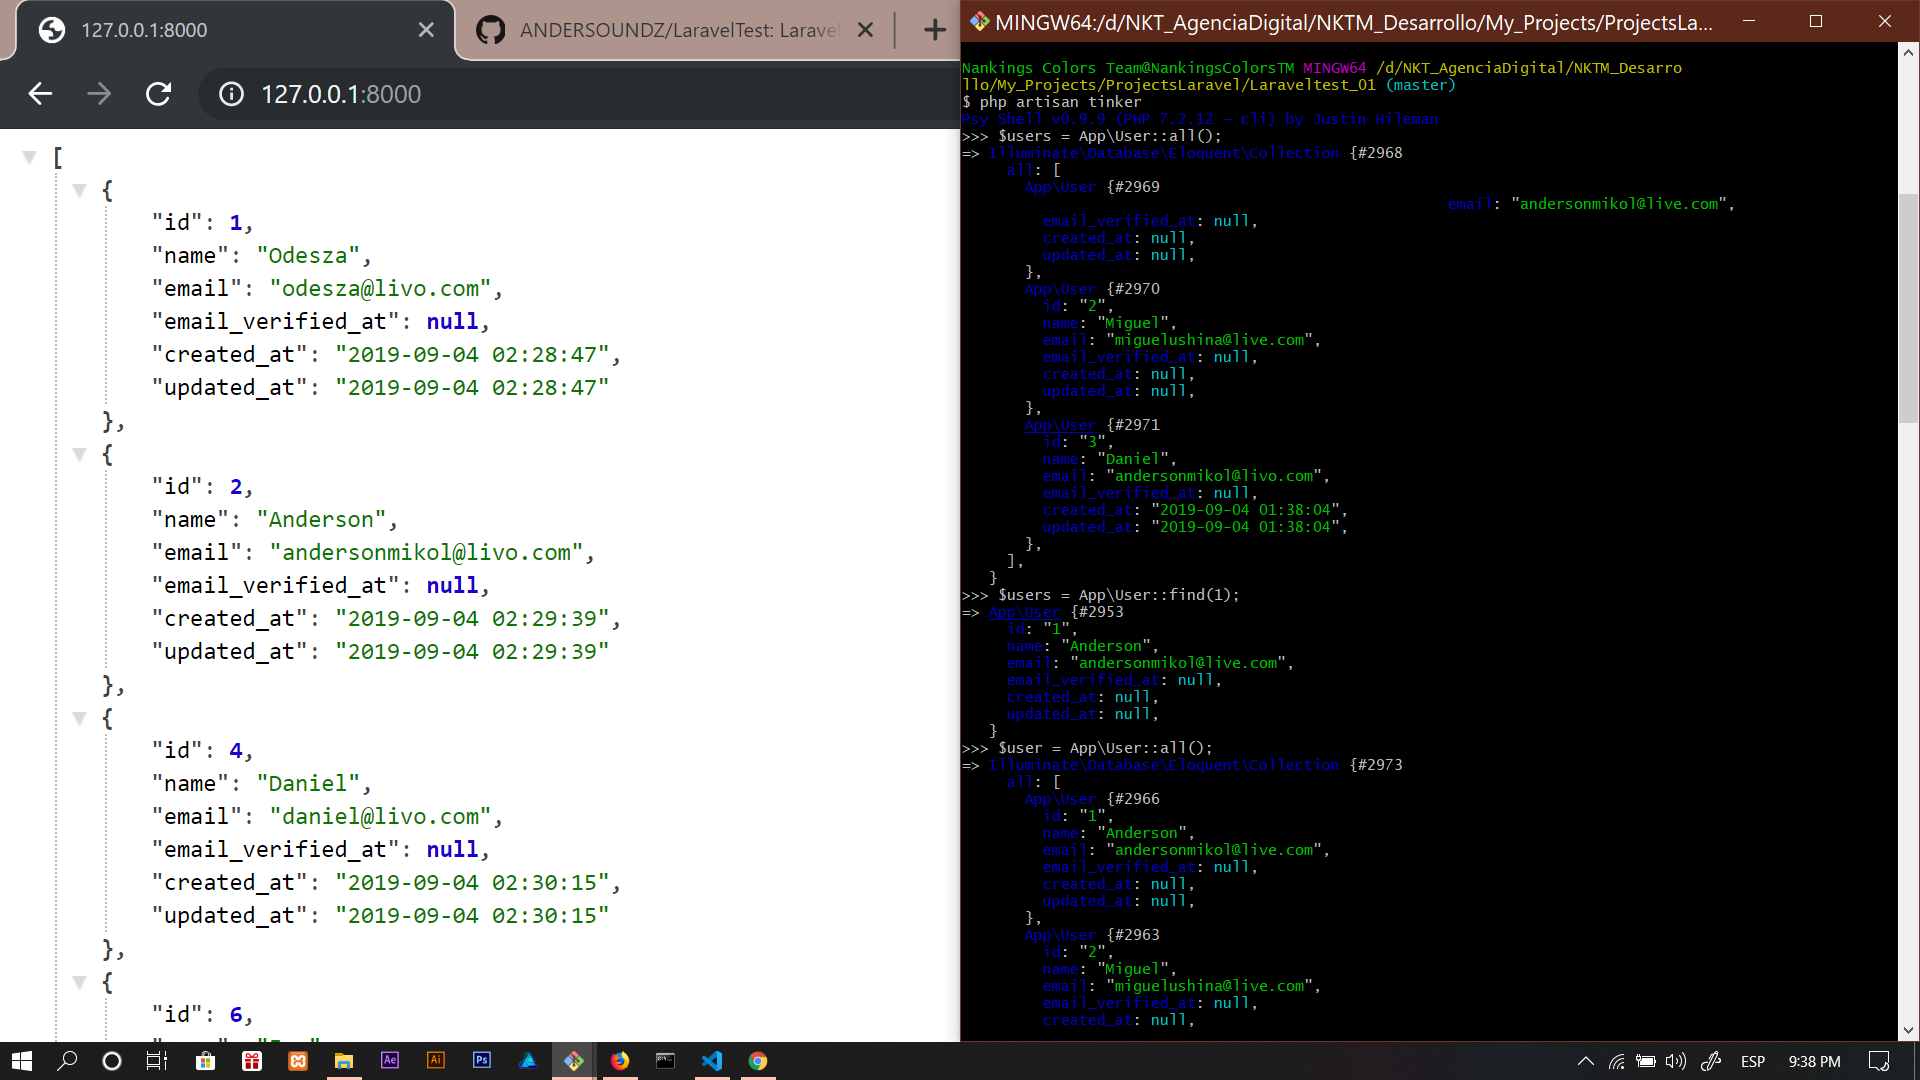 127.0.0.1:8000
ANDERSOUNDZ/LaravelTest: Larave
127.0.0.1:8000
[
{
"id": 1,
"name": "Odesza",
"email": "odesza@livo.com",
"email_verified_at": null,
"created_at": "2019-09-04 02:28:47",
"updated_at": "2019-09-04 02:28:47"
},
{
"id": 2,
"name": "Anderson",
"email": "andersonmikol@livo.com",
"email_verified_at": null,
"created_at": "2019-09-04 02:29:39",
"updated_at": "2019-09-04 02:29:39"
},
{
"id": 4,
"name": "Daniel",
"email": "daniel@livo.com",
"email_verified_at": null,
"created_at": "2019-09-04 02:30:15",
"updated_at": "2019-09-04 02:30:15"
},
{
"id": 6,
MINGW64:/d/NKT_AgenciaDigital/NKTM_Desarrollo/My_Projects/ProjectsLa...
Nankings Colors Team@NankingsColorsTM MINGW64 /d/NKT_AgenciaDigital/NKTM_Desarro
llo/My_Projects/ProjectsLaravel/Laraveltest_01 (master)
$ php artisan tinker
Psy Shell v0.9.9 (PHP 7.2.12 — cli) by Justin Hileman
>>> $users = App\User::all();
=> Illuminate\Database\Eloquent\Collection {#2968
all: [
App\User {#2969
email: "andersonmikol@live.com",
email_verified_at: null,
created_at: null,
updated_at: null,
},
App\User {#2970
id: "2",
name: "Miguel",
email: "miguelushina@live.com",
email_verified_at: null,
created_at: null,
updated_at: null,
},
App\User {#2971
id: "3",
name: "Daniel",
email: "andersonmikol@livo.com",
email_verified_at: null,
created_at: "2019-09-04 01:38:04",
updated_at: "2019-09-04 01:38:04",
},
],
}
>>> $users = App\User::find(1);
=> App\User {#2953
id: "1",
name: "Anderson",
email: "andersonmikol@live.com",
email_verified_at: null,
created_at: null,
updated_at: null,
}
>>> $user = App\User::all();
=> Illuminate\Database\Eloquent\Collection {#2973
all: [
App\User {#2966
id: "1",
name: "Anderson",
email: "andersonmikol@live.com",
email_verified_at: null,
created_at: null,
updated_at: null,
},
App\User {#2963
id: "2",
name: "Miguel",
email: "miguelushina@live.com",
email_verified_at: null,
created_at: null,
Ae
Ai
Ps
ESP
9:38 PM